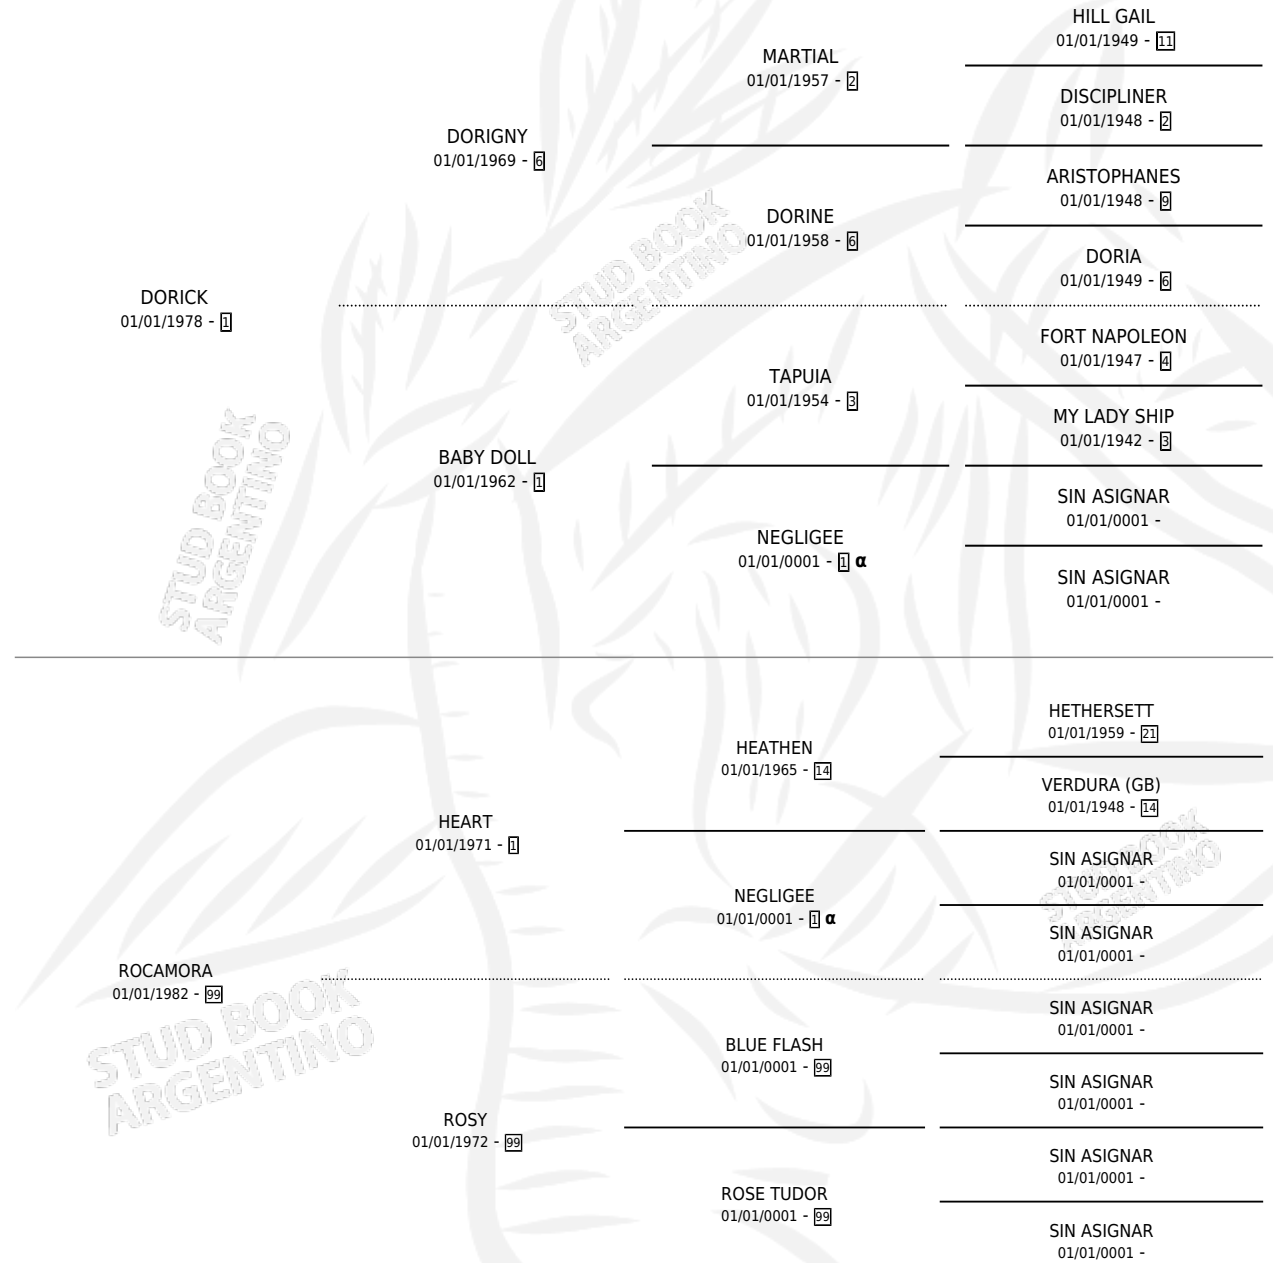 HILL GAIL
01/01/1949 - 11
MARTIAL
01/01/1957 - 2
DISCIPLINER
01/01/1948 - 2
DORIGNY
01/01/1969 - 6
ARISTOPHANES
01/01/1948 - 9
DORINE
01/01/1958 - 6
DORIA
01/01/1949 - 6
STUD BOOK
ARGENTINO
DORICK
01/01/1978 - 1
FORT NAPOLEON
01/01/1947 - 4
TAPUIA
01/01/1954 - 3
MY LADY SHIP
01/01/1942 - 3
BABY DOLL
01/01/1962 - 1
SIN ASIGNAR
01/01/0001 -
NEGLIGEE
01/01/0001 - 1 α
SIN ASIGNAR
01/01/0001 -
STUD BOOK
ARGENTINO
HETHERSETT
01/01/1959 - 21
HEATHEN
01/01/1965 - 14
VERDURA (GB)
01/01/1948 - 14
HEART
01/01/1971 - 1
SIN ASIGNAR
01/01/0001 -
NEGLIGEE
01/01/0001 - 1 α
SIN ASIGNAR
01/01/0001 -
STUD BOOK
ARGENTINO
ROCAMORA
01/01/1982 - 99
SIN ASIGNAR
01/01/0001 -
BLUE FLASH
01/01/0001 - 99
SIN ASIGNAR
01/01/0001 -
STUD BOOK
ARGENTINO
ROSY
01/01/1972 - 99
SIN ASIGNAR
01/01/0001 -
ROSE TUDOR
01/01/0001 - 99
SIN ASIGNAR
01/01/0001 -